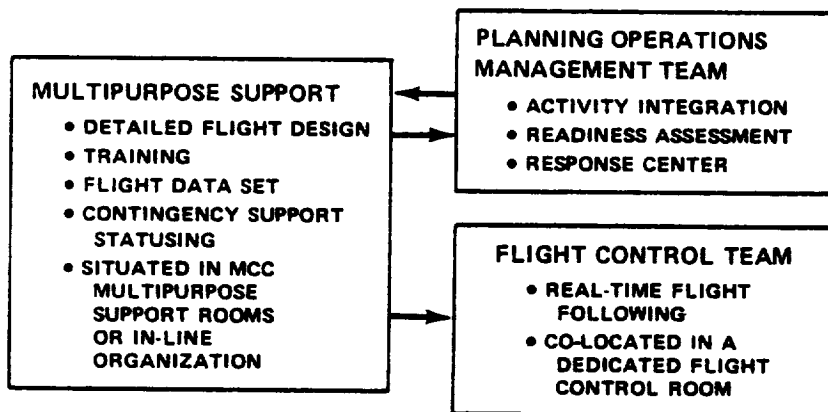 MULTIPURPOSE SUPPORT
• DETAILED FLIGHT DESIGN
• TRAINING
• FLIGHT DATA SET
• CONTINGENCY SUPPORT
STATUSING
• SITUATED IN MCC
MULTIPURPOSE
SUPPORT ROOMS
OR IN-LINE
ORGANIZATION
PLANNING OPERATIONS
MANAGEMENT TEAM
• ACTIVITY INTEGRATION
• READINESS ASSESSMENT
• RESPONSE CENTER
FLIGHT CONTROL TEAM
• REAL-TIME FLIGHT
FOLLOWING
• CO-LOCATED IN A
DEDICATED FLIGHT
CONTROL ROOM